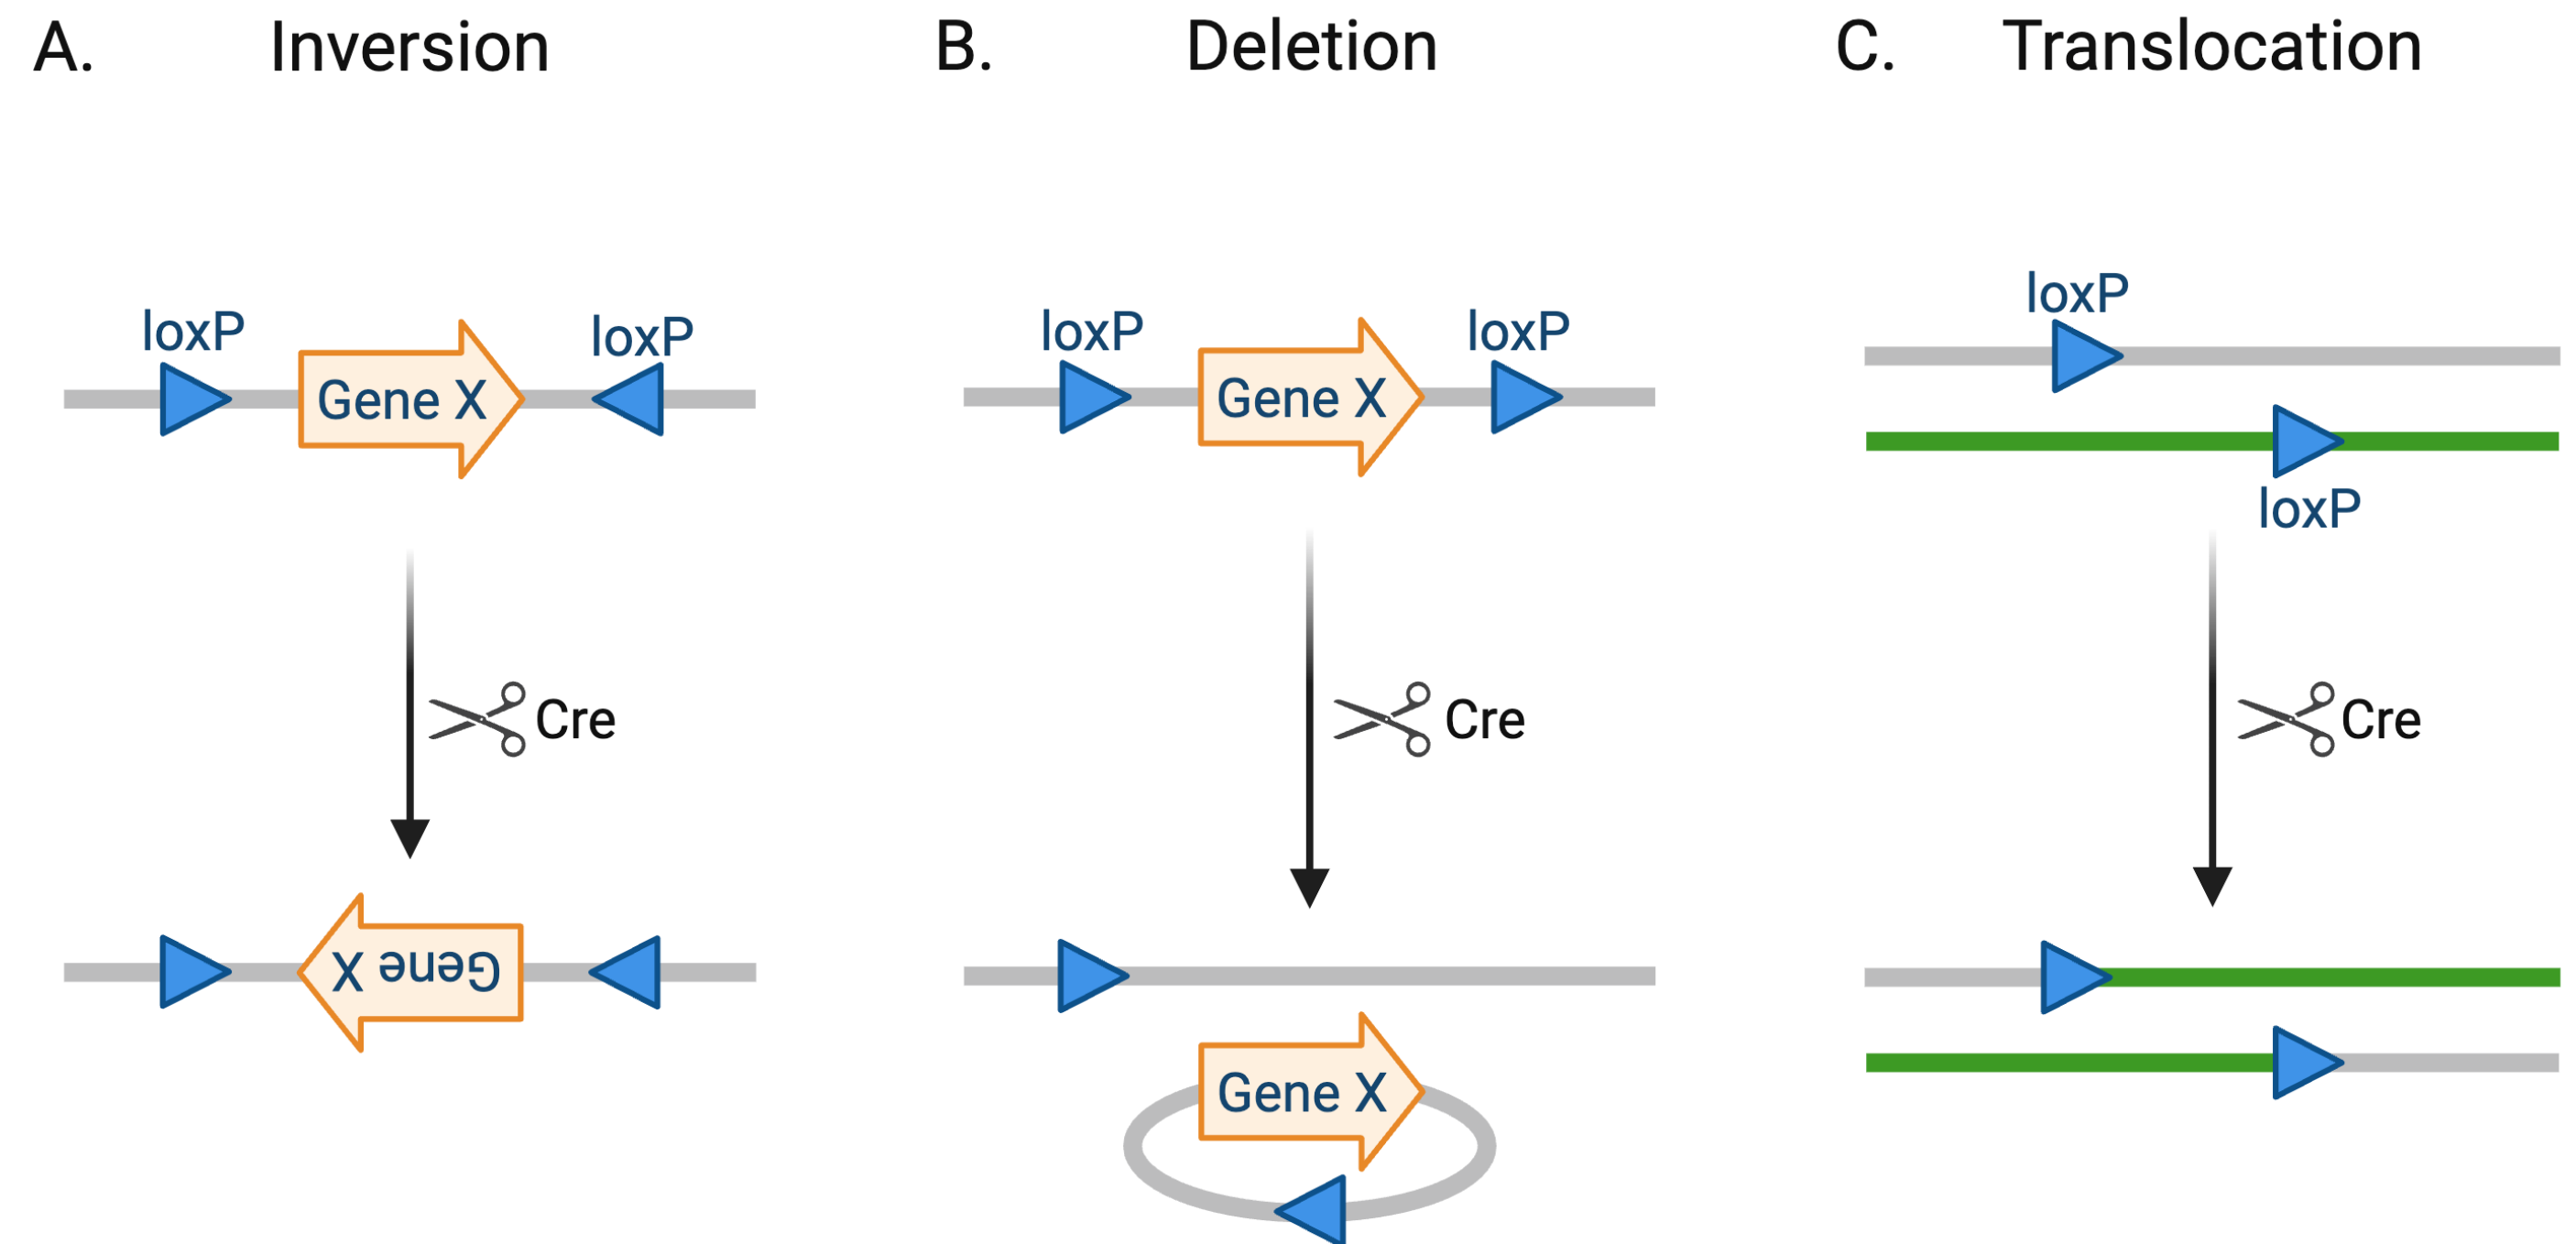 A. Inversion
loxP
Gene X
loxP
Cre
Gene X
B. Deletion
loxP
Gene X
loxP
Cre
Gene X
C. Translocation
loxP
loxP
Cre